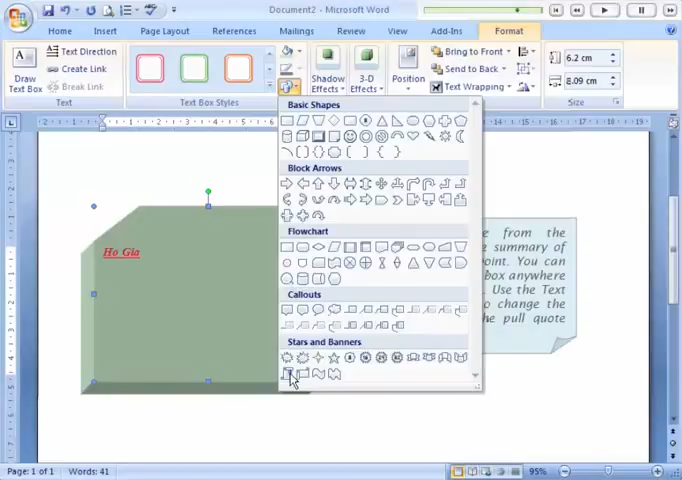 Document2 - Microsoft Word
Format
Home Insert Page Layout References Mailings Review View Add-Ins Format
Draw Text Box
Text Direction
Create Link
Break Link
Text
Text Box Styles
Shadow Effects
3-D Effects
Position
Bring to Front
Send to Back
Text Wrapping
6.2 cm
8.09 cm
Size
Basic Shapes
Block Arrows
Flowchart
Callouts
Stars and Banners
Ho Gia
from the
summary of
point. You can
box anywhere
Use the Text
to change the
the pull quote
Page: 1 of 1 Words: 41 95%